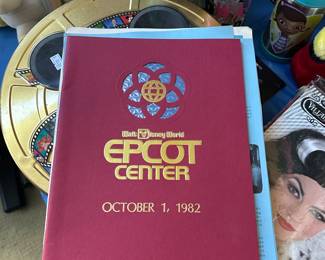 Walt Disney World
EPCOT
CENTER
OCTOBER 1, 1982